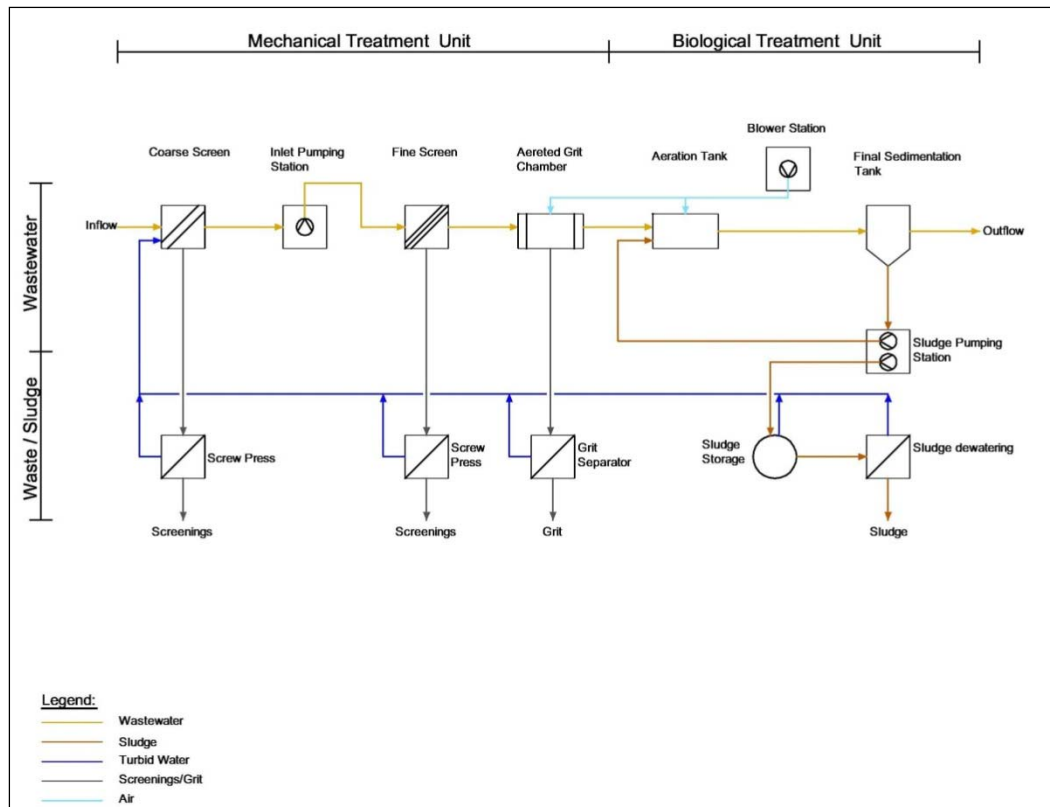 Mechanical Treatment Unit
Biological Treatment Unit
Blower Station
Coarse Screen
Inlet Pumping
Station
Fine Screen
Aereted Grit
Chamber
Aeration Tank
Final Sedimentation
Tank
Wastewater
Inflow
Outflow
Sludge Pumping
Station
Waste / Sludge
Screw Press
Screw
Press
Grit
Separator
Sludge
Storage
Sludge dewatering
Screenings
Screenings
Grit
Sludge
Legend:
Wastewater
Sludge
Turbid Water
Screenings/Grit
Air